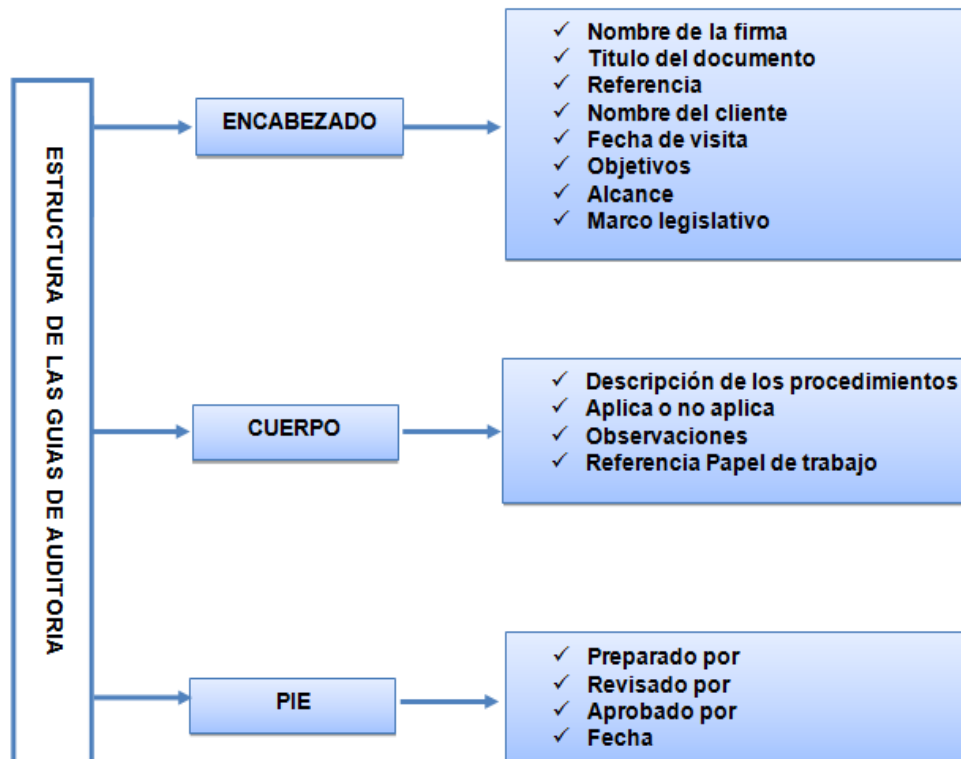 ESTRUCTURA DE LAS GUIAS DE AUDITORIA
ENCABEZADO
✓ Nombre de la firma
✓ Titulo del documento
✓ Referencia
✓ Nombre del cliente
✓ Fecha de visita
✓ Objetivos
✓ Alcance
✓ Marco legislativo
CUERPO
✓ Descripción de los procedimientos
✓ Aplica o no aplica
✓ Observaciones
✓ Referencia Papel de trabajo
PIE
✓ Preparado por
✓ Revisado por
✓ Aprobado por
✓ Fecha